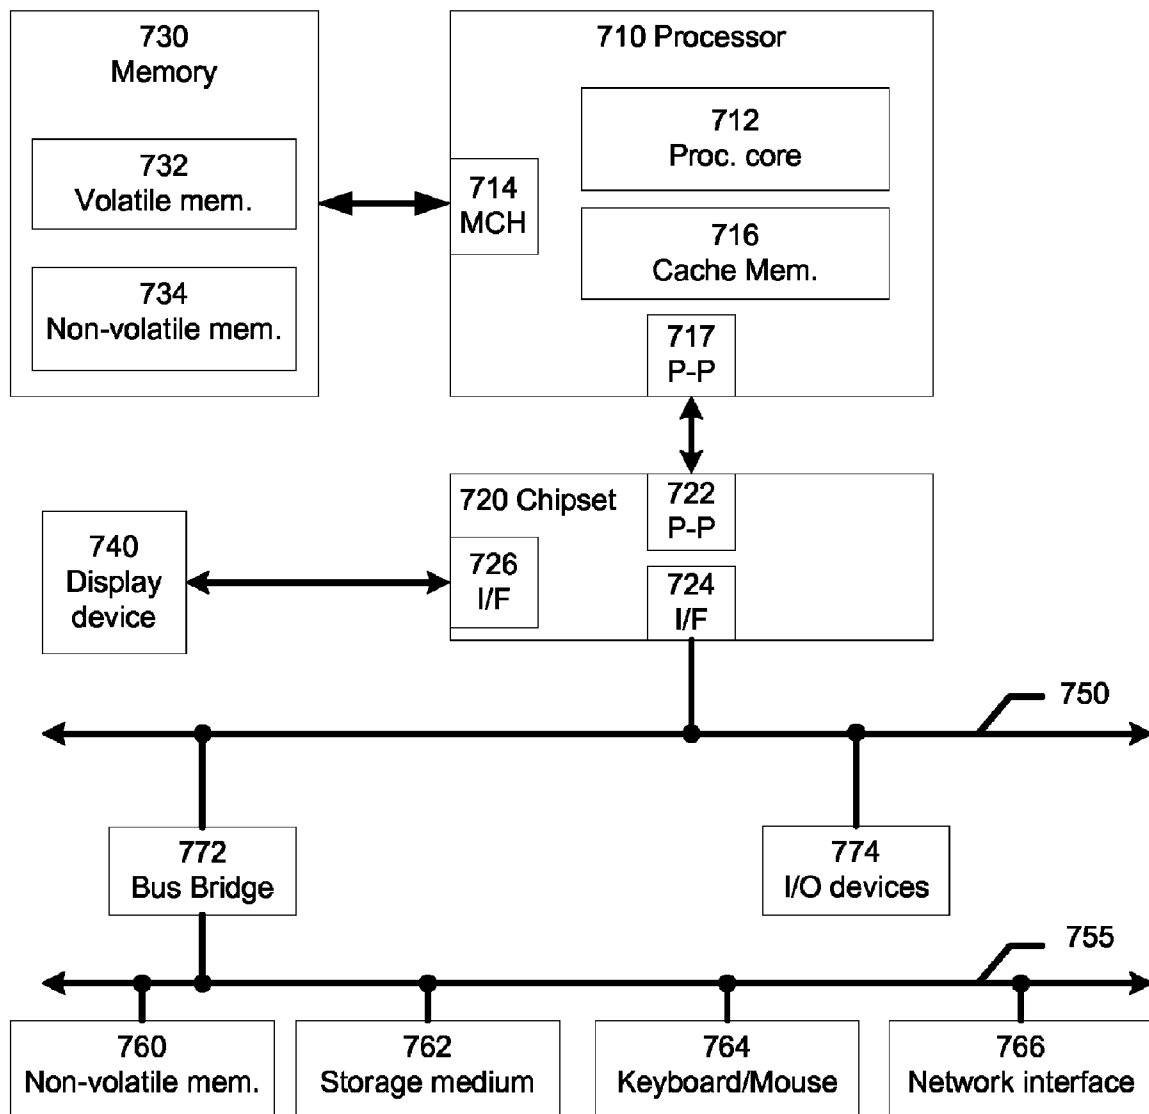 730
Memory
732
Volatile mem.
734
Non-volatile mem.
710 Processor
712
Proc. core
714
MCH
716
Cache Mem.
717
P-P
720 Chipset
722
P-P
726
I/F
724
I/F
740
Display
device
750
772
Bus Bridge
774
I/O devices
755
760
Non-volatile mem.
762
Storage medium
764
Keyboard/Mouse
766
Network interface